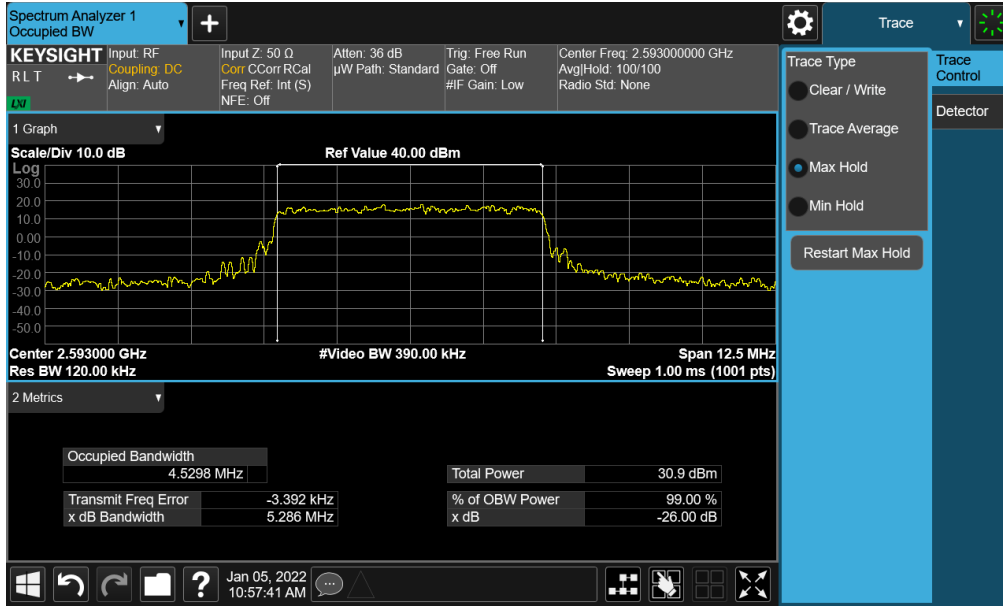 Spectrum Analyzer 1
Occupied BW
Trace
KEYSIGHT
R L T
LXI
Input: RF
Coupling: DC
Align: Auto
Input Z: 50 Ω
Corr CCorr RCal
Freq Ref: Int (S)
NFE: Off
Atten: 36 dB
µW Path: Standard
Trig: Free Run
Gate: Off
#IF Gain: Low
Center Freq: 2.593000000 GHz
Avg|Hold: 100/100
Radio Std: None
Trace Type
Clear / Write
Trace Average
Max Hold
Min Hold
Restart Max Hold
Trace
Control
Detector
1 Graph
Scale/Div 10.0 dB
Ref Value 40.00 dBm
Log
30.0
20.0
10.0
0.00
-10.0
-20.0
-30.0
-40.0
-50.0
Center 2.593000 GHz
#Video BW 390.00 kHz
Span 12.5 MHz
Res BW 120.00 kHz
Sweep 1.00 ms (1001 pts)
2 Metrics
Occupied Bandwidth
4.5298 MHz
Total Power 30.9 dBm
Transmit Freq Error -3.392 kHz
% of OBW Power 99.00 %
x dB Bandwidth 5.286 MHz
x dB -26.00 dB
?
Jan 05, 2022
10:57:41 AM